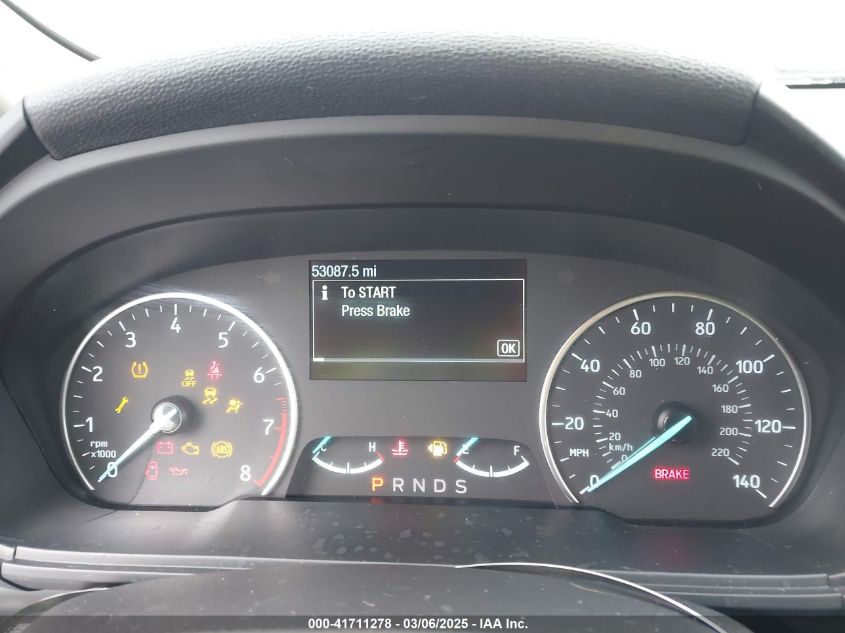 53087.5 mi
i To START
Press Brake
OK
0 1 2 3 4 5 6 7 8
rpm
x1000
OFF
ABS
C H
E F
P R N D S
0 20 40 60 80 100 120 140
MPH
0 20 40 60 80 100 120 140 160 180 200 220
km/h
BRAKE
000-41711278 - 03/06/2025 - IAA Inc.